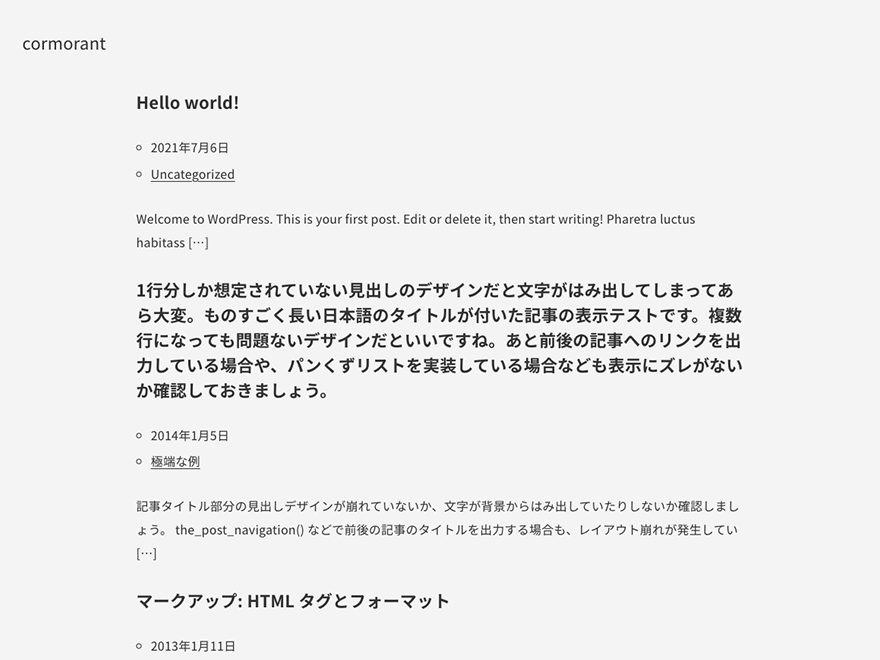 cormorant
Hello world!
2021年7月6日
Uncategorized
Welcome to WordPress. This is your first post. Edit or delete it, then start writing! Pharetra luctus
habitass […]
1行分しか想定されていない見出しのデザインだと文字がはみ出してしまってあ
ら大変。ものすごく長い日本語のタイトルが付いた記事の表示テストです。複数
行になっても問題ないデザインだといいですね。あと前後の記事へのリンクを出
力している場合や、パンくずリストを実装している場合なども表示にズレがない
か確認しておきましょう。
2014年1月5日
極端な例
記事タイトル部分の見出しデザインが崩れていないか、文字が背景からはみ出していたりしないか確認しまし
ょう。 the_post_navigation() などで前後の記事のタイトルを出力する場合も、レイアウト崩れが発生してい
[…]
マークアップ: HTML タグとフォーマット
2013年1月11日